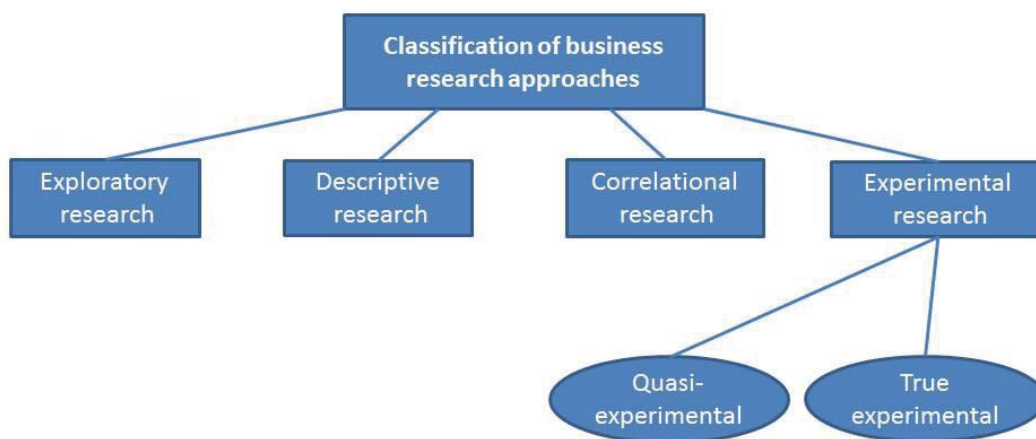 Classification of business
research approaches
Exploratory
research
Descriptive
research
Correlational
research
Experimental
research
Quasi-
experimental
True
experimental